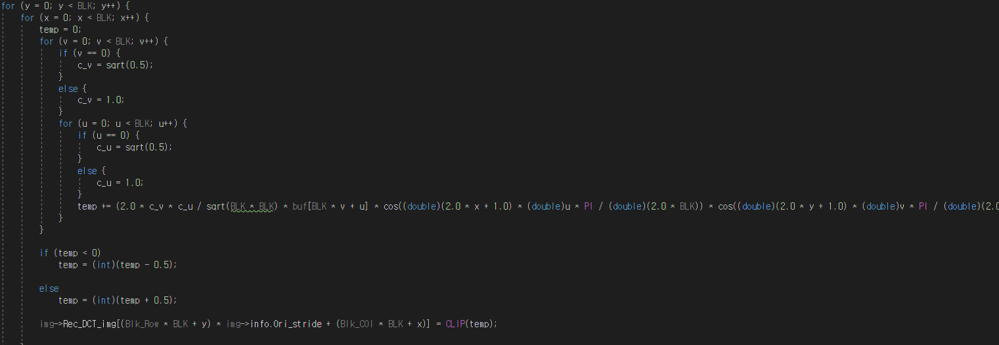 for (y = 0; y < BLK; y++) {
for (x = 0; x < BLK; x++) {
temp = 0;
for (v = 0; v < BLK; v++) {
if (v == 0) {
c_v = sqrt(0.5);
}
else {
c_v = 1.0;
}
for (u = 0; u < BLK; u++) {
if (u == 0) {
c_u = sqrt(0.5);
}
else {
c_u = 1.0;
}
temp += (2.0 * c_v * c_u / sqrt(BLK * BLK) * buf[BLK * v + u] * cos((double)(2.0 * x + 1.0) * (double)u * PI / (double)(2.0 * BLK)) * cos((double)(2.0 * y + 1.0) * (double)v * PI / (double)(2.0
}
}
if (temp < 0)
temp = (int)(temp - 0.5);
else
temp = (int)(temp + 0.5);
img->Rec_DCT_img[(Blk_Row * BLK + y) * img->info.Ori_stride + (Blk_COl * BLK + x)] = CLIP(temp);